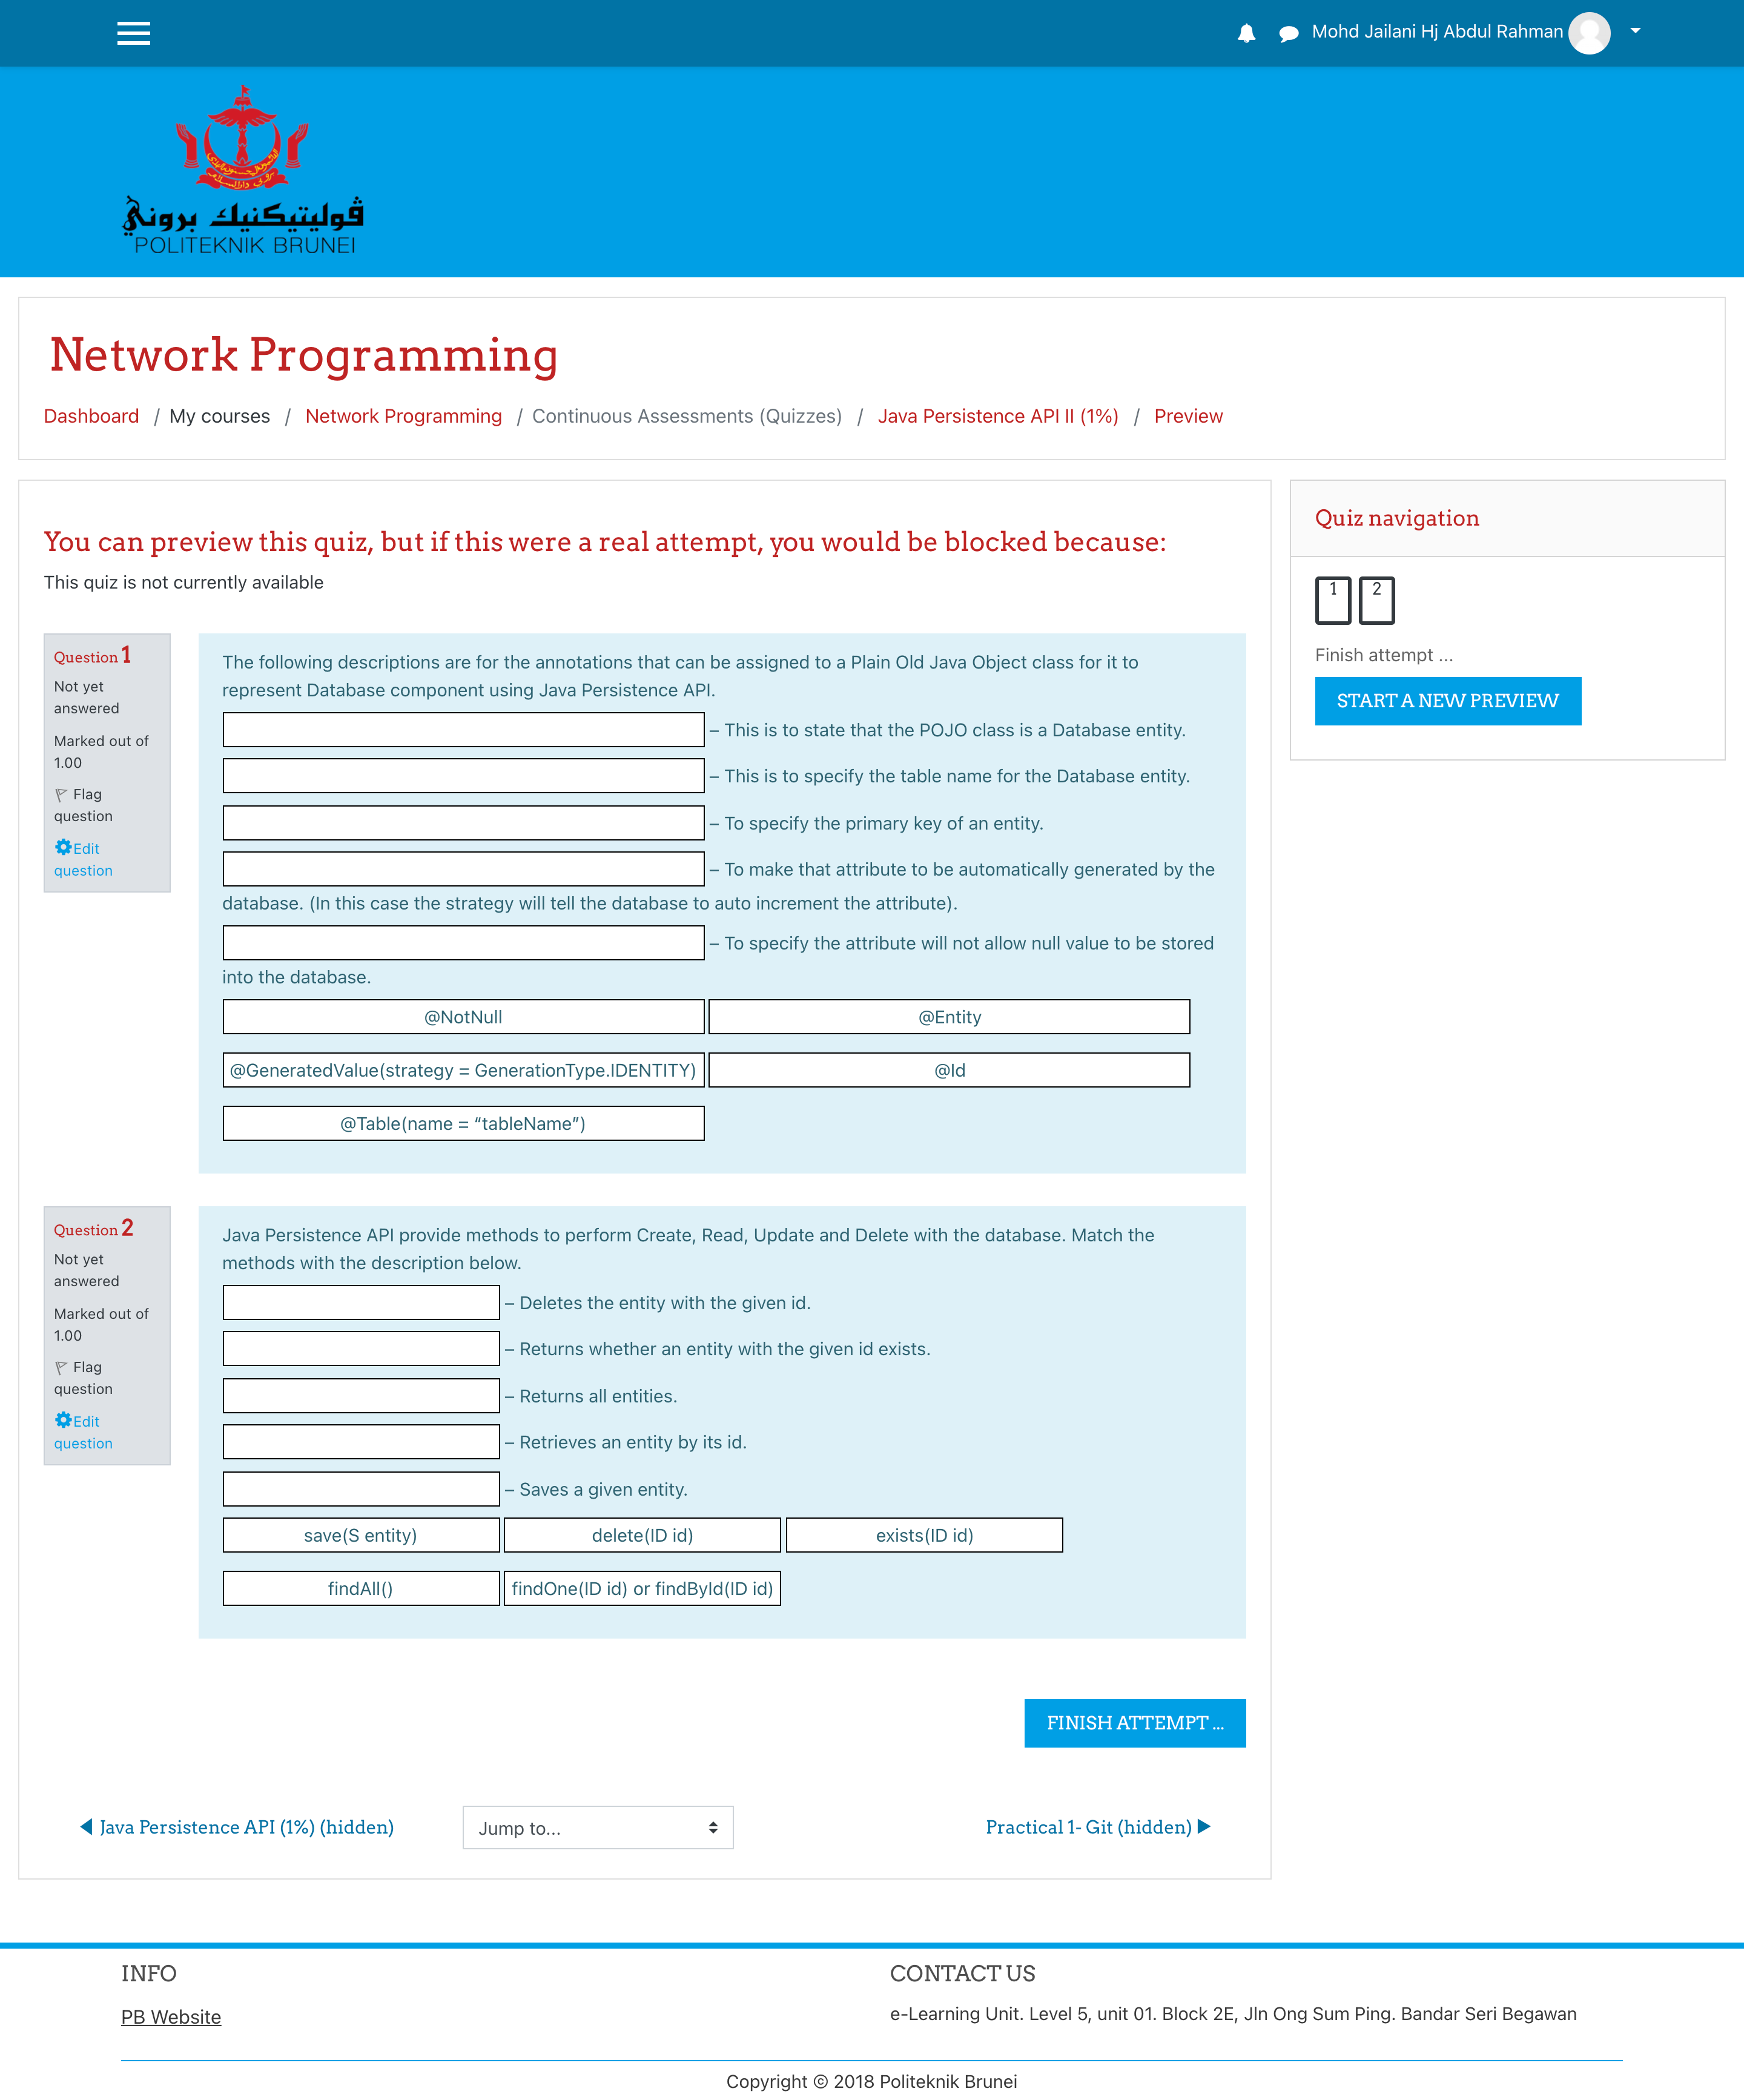 Mohd Jailani Hj Abdul Rahman
ڤوليتيكنيك بروني
POLITEKNIK BRUNEI
Network Programming
Dashboard / My courses / Network Programming / Continuous Assessments (Quizzes) / Java Persistence API II (1%) / Preview
You can preview this quiz, but if this were a real attempt, you would be blocked because:
This quiz is not currently available
Question 1
Not yet
answered
Marked out of
1.00
Flag
question
Edit
question
The following descriptions are for the annotations that can be assigned to a Plain Old Java Object class for it to
represent Database component using Java Persistence API.
– This is to state that the POJO class is a Database entity.
– This is to specify the table name for the Database entity.
– To specify the primary key of an entity.
– To make that attribute to be automatically generated by the
database. (In this case the strategy will tell the database to auto increment the attribute).
– To specify the attribute will not allow null value to be stored
into the database.
@NotNull @Entity
@GeneratedValue(strategy = GenerationType.IDENTITY) @Id
@Table(name = “tableName”)
Question 2
Not yet
answered
Marked out of
1.00
Flag
question
Edit
question
Java Persistence API provide methods to perform Create, Read, Update and Delete with the database. Match the
methods with the description below.
– Deletes the entity with the given id.
– Returns whether an entity with the given id exists.
– Returns all entities.
– Retrieves an entity by its id.
– Saves a given entity.
save(S entity) delete(ID id) exists(ID id)
findAll() findOne(ID id) or findById(ID id)
FINISH ATTEMPT ...
◀ Java Persistence API (1%) (hidden)
Jump to...
Practical 1- Git (hidden) ▶
Quiz navigation
1 2
Finish attempt ...
START A NEW PREVIEW
INFO
PB Website
CONTACT US
e-Learning Unit. Level 5, unit 01. Block 2E, Jln Ong Sum Ping. Bandar Seri Begawan
Copyright © 2018 Politeknik Brunei